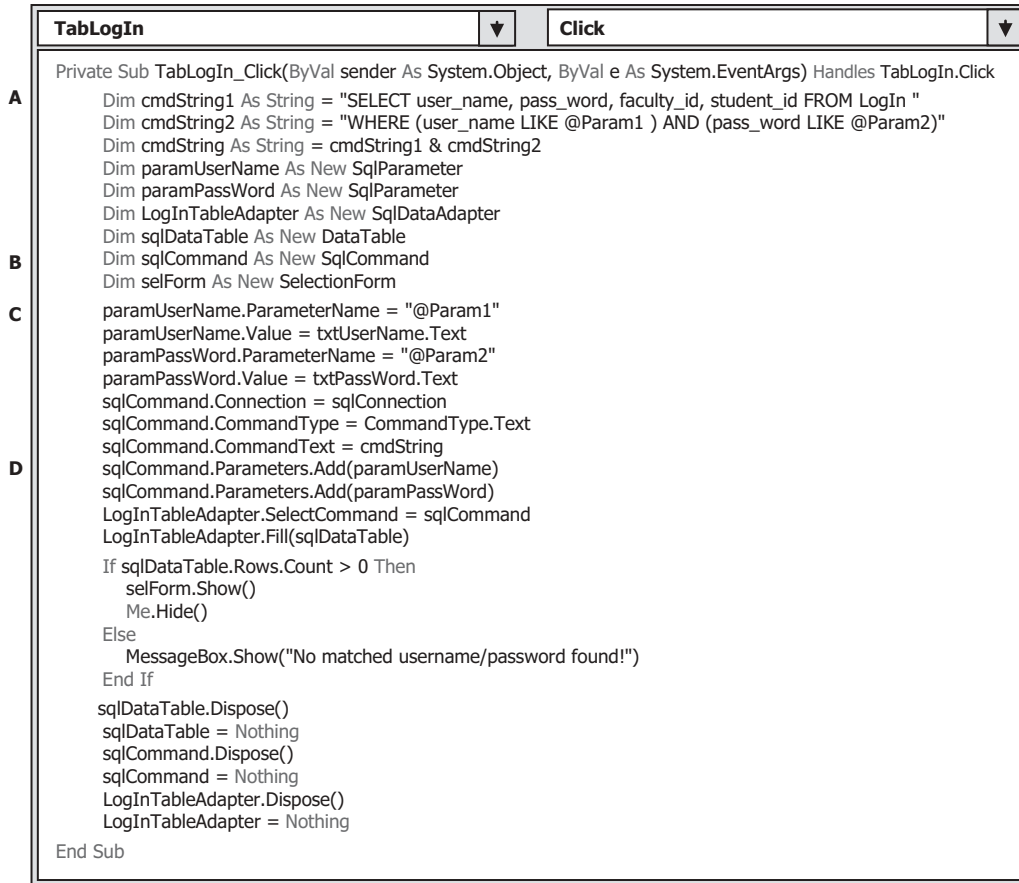 TabLogIn Click
Private Sub TabLogIn_Click(ByVal sender As System.Object, ByVal e As System.EventArgs) Handles TabLogIn.Click
A Dim cmdString1 As String = "SELECT user_name, pass_word, faculty_id, student_id FROM LogIn "
Dim cmdString2 As String = "WHERE (user_name LIKE @Param1 ) AND (pass_word LIKE @Param2)"
Dim cmdString As String = cmdString1 & cmdString2
Dim paramUserName As New SqlParameter
Dim paramPassWord As New SqlParameter
Dim LogInTableAdapter As New SqlDataAdapter
Dim sqlDataTable As New DataTable
B Dim sqlCommand As New SqlCommand
Dim selForm As New SelectionForm
C paramUserName.ParameterName = "@Param1"
paramUserName.Value = txtUserName.Text
paramPassWord.ParameterName = "@Param2"
paramPassWord.Value = txtPassWord.Text
sqlCommand.Connection = sqlConnection
sqlCommand.CommandType = CommandType.Text
sqlCommand.CommandText = cmdString
D sqlCommand.Parameters.Add(paramUserName)
sqlCommand.Parameters.Add(paramPassWord)
LogInTableAdapter.SelectCommand = sqlCommand
LogInTableAdapter.Fill(sqlDataTable)
If sqlDataTable.Rows.Count > 0 Then
selForm.Show()
Me.Hide()
Else
MessageBox.Show("No matched username/password found!")
End If
sqlDataTable.Dispose()
sqlDataTable = Nothing
sqlCommand.Dispose()
sqlCommand = Nothing
LogInTableAdapter.Dispose()
LogInTableAdapter = Nothing
End Sub